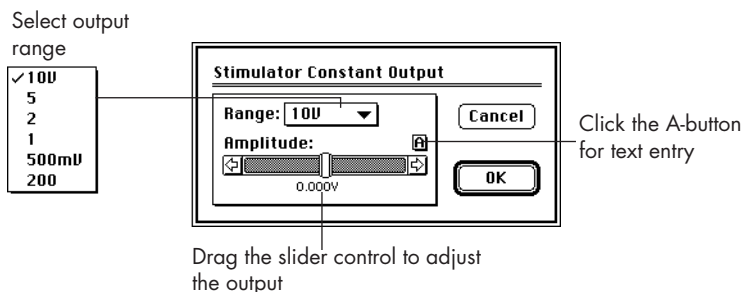 Select output
range
✓10V
5
2
1
500mV
200
Stimulator Constant Output
Range: 10V
Amplitude:
A
0.000V
Cancel
OK
Click the A-button
for text entry
Drag the slider control to adjust
the output